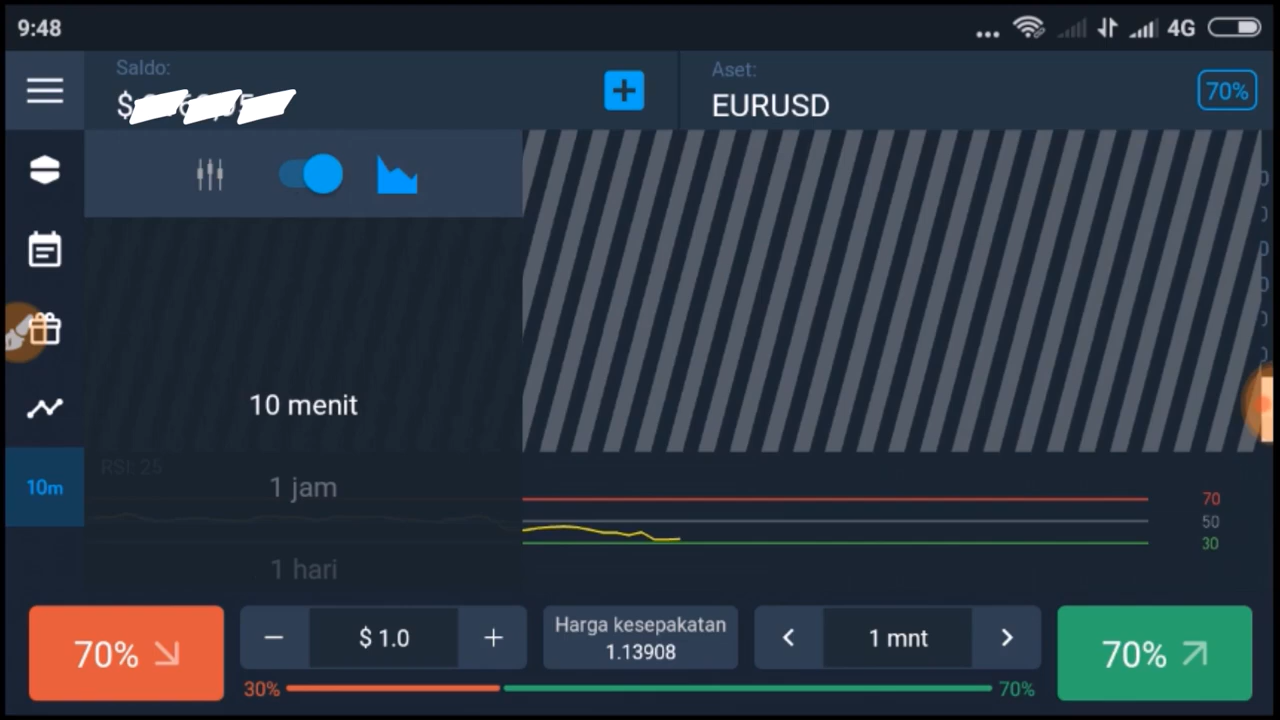 9:48
4G
Saldo:
$
Aset:
EURUSD
70%
10 menit
RSI: 25
1 jam
10m
1 hari
70
50
30
70%
$ 1.0
Harga kesepakatan
1.13908
1 mnt
70%
30%
70%